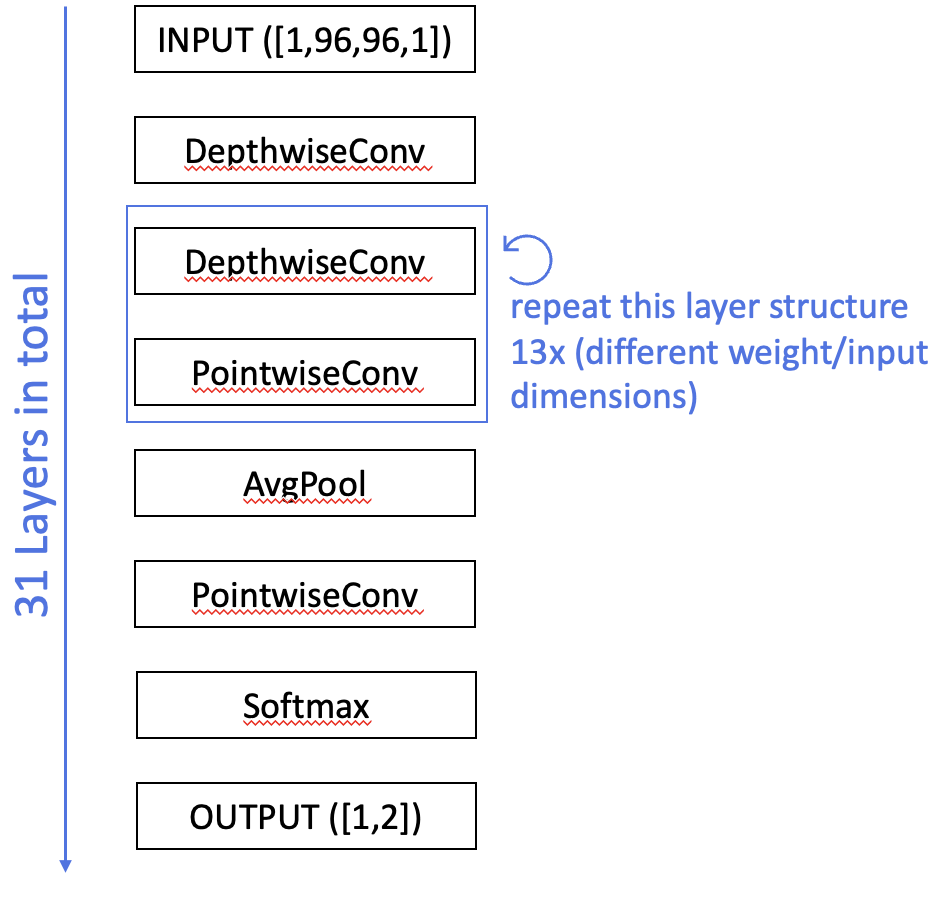 INPUT ([1,96,96,1])
DepthwiseConv
DepthwiseConv
PointwiseConv
repeat this layer structure
13x (different weight/input
dimensions)
AvgPool
PointwiseConv
Softmax
OUTPUT ([1,2])
31 Layers in total